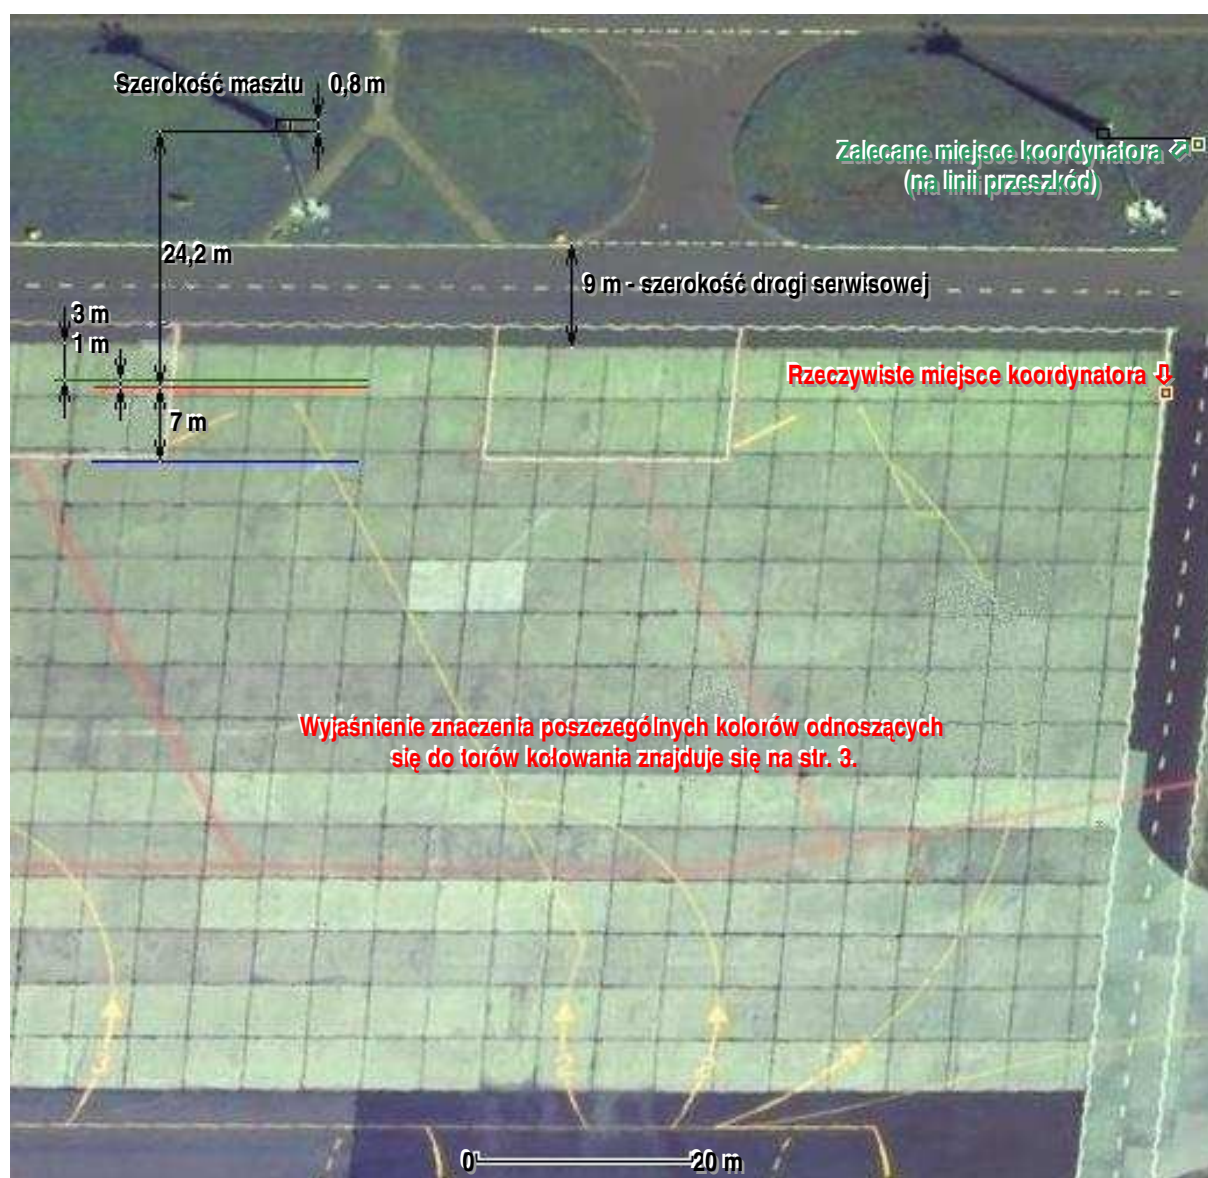 Szerokość masztu 0,8 m
Zalecane miejsce koordynatora
(na linii przeszkód)
24,2 m
9 m - szerokość drogi serwisowej
3 m
1 m
Rzeczywiste miejsce koordynatora
7 m
Wyjaśnienie znaczenia poszczególnych kolorów odnoszących
się do torów kołowania znajduje się na str. 3.
3
2
0 20 m